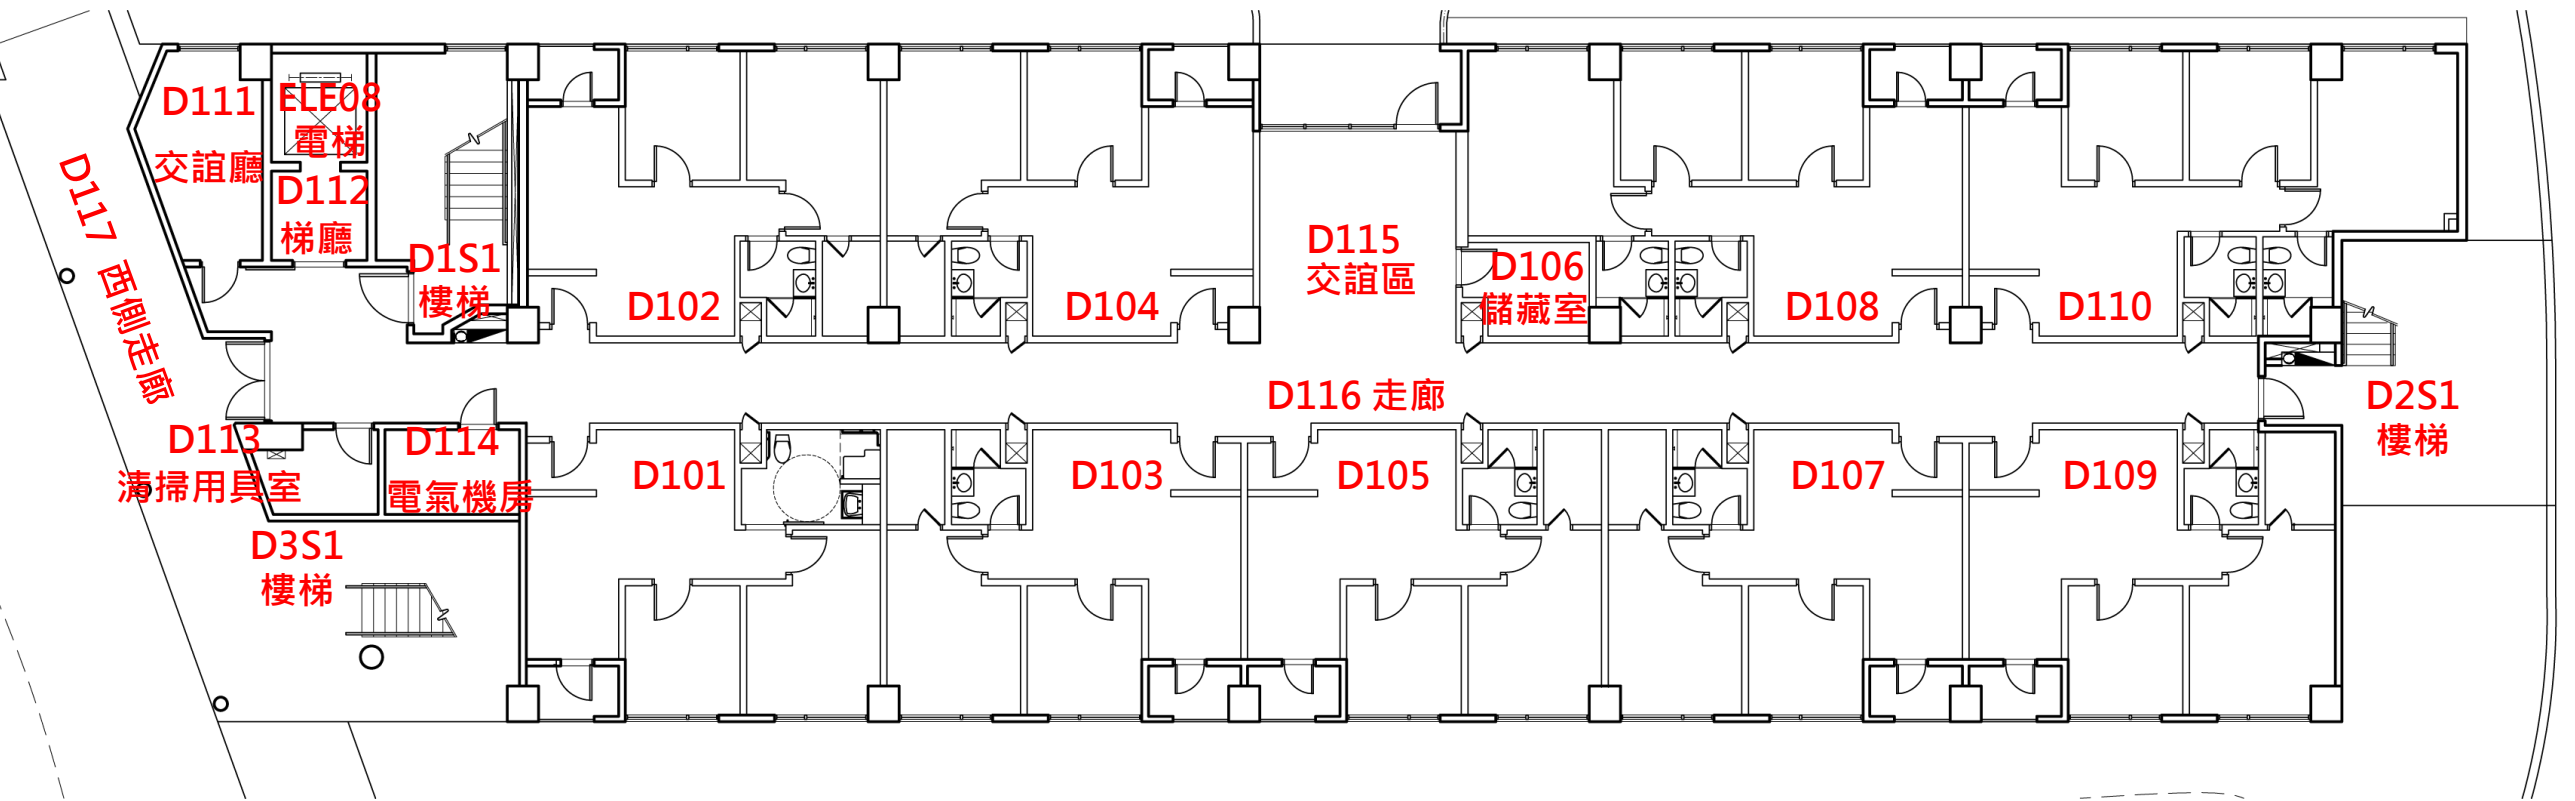 D111
交誼廳
ELE08
電梯
D112
梯廳
D117 西側走廊
D1S1
樓梯
D102
D104
D115
交誼區
D106
儲藏室
D108
D110
D116 走廊
D2S1
樓梯
D113
清掃用具室
D114
電氣機房
D101
D103
D105
D107
D109
D3S1
樓梯